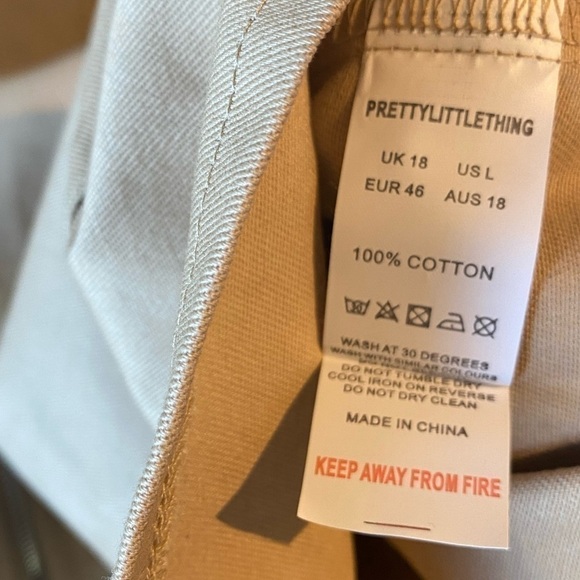 PRETTYLITTLETHING
UK 18 US L
EUR 46 AUS 18
100% COTTON
WASH AT 30 DEGREES
WASH WITH SIMILAR COLOURS
DO NOT TUMBLE DRY
COOL IRON ON REVERSE
DO NOT DRY CLEAN
MADE IN CHINA
KEEP AWAY FROM FIRE